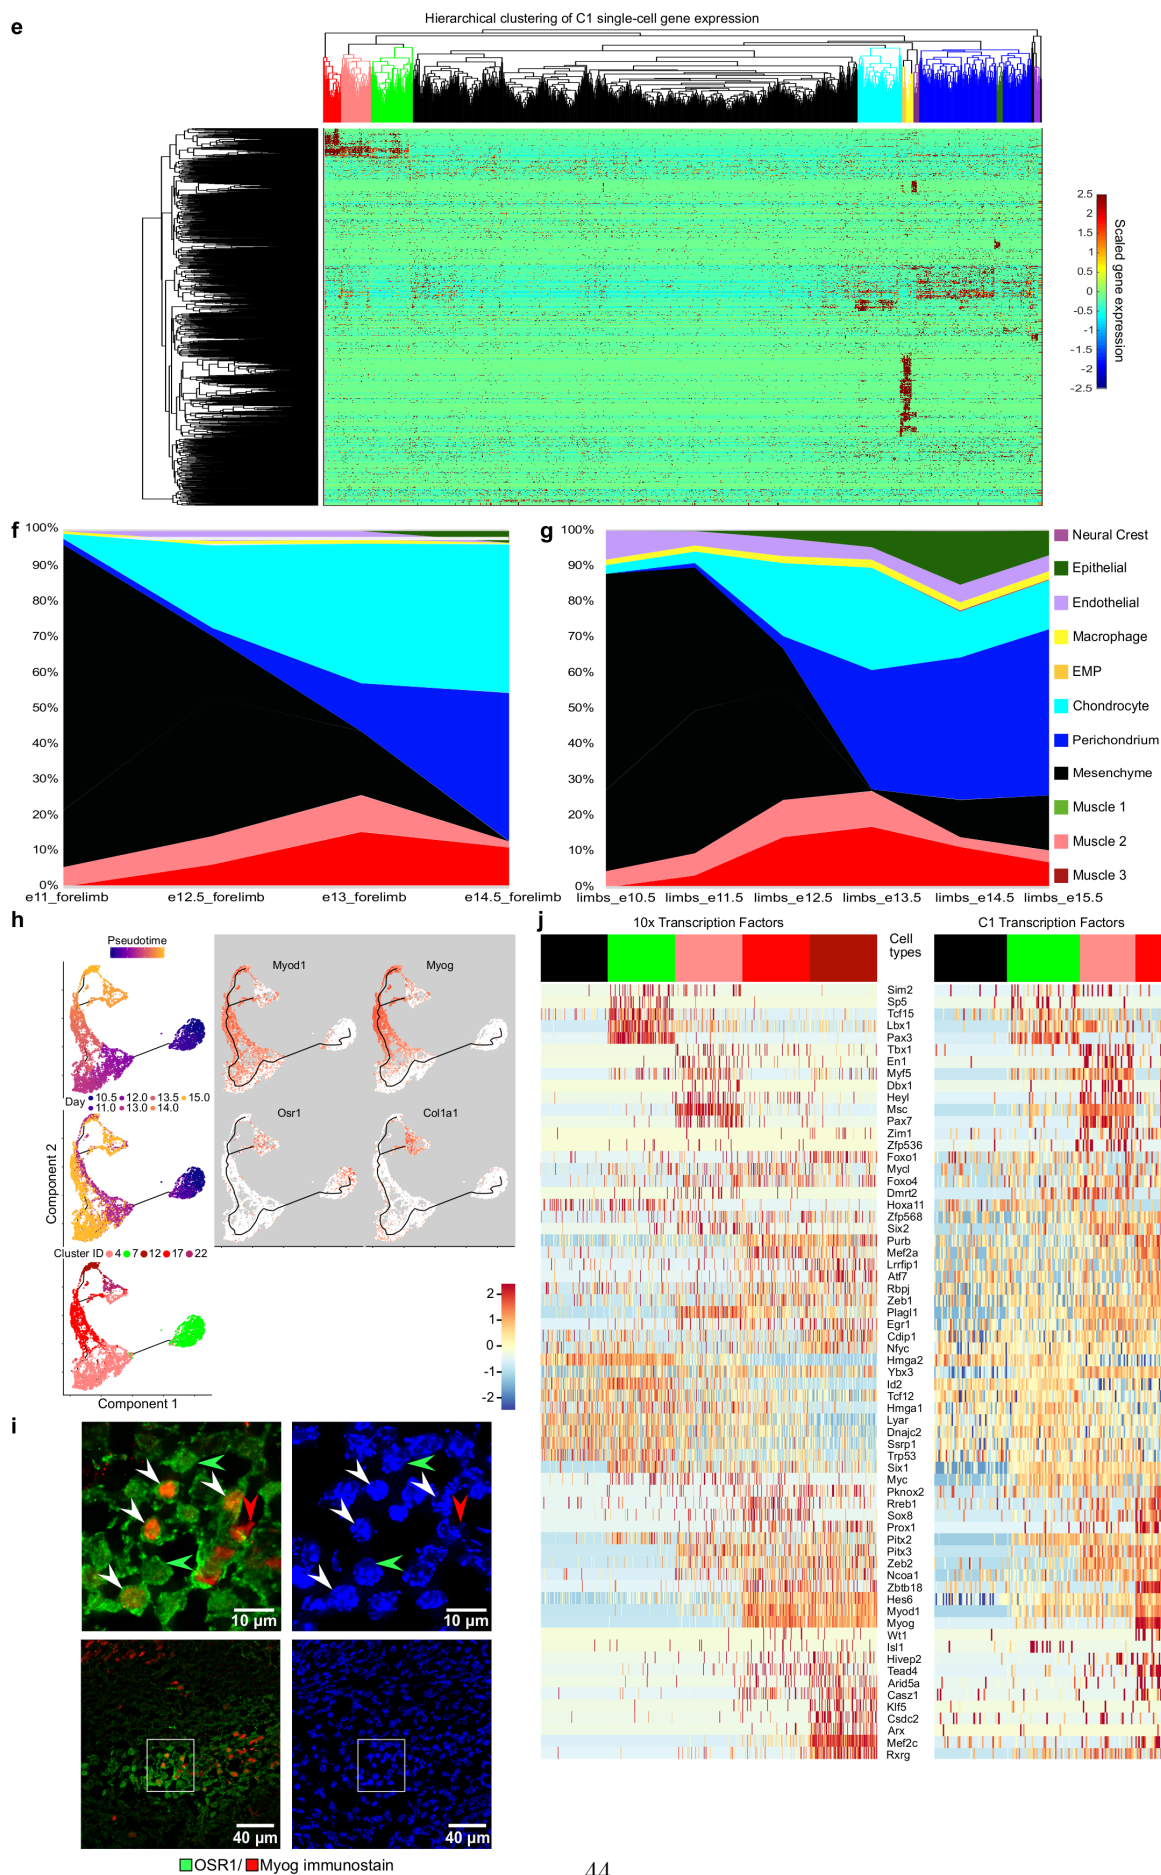 e
Hierarchical clustering of C1 single-cell gene expression
2.5
2
1.5
1
0.5
0
-0.5
-1
-1.5
-2
-2.5
Scaled gene expression
f
100%
90%
80%
70%
60%
50%
40%
30%
20%
10%
0%
e11_forelimb e12.5_forelimb e13_forelimb e14.5_forelimb
g
100%
90%
80%
70%
60%
50%
40%
30%
20%
10%
0%
limbs_e10.5 limbs_e11.5 limbs_e12.5 limbs_e13.5 limbs_e14.5 limbs_e15.5
Neural Crest
Epithelial
Endothelial
Macrophage
EMP
Chondrocyte
Perichondrium
Mesenchyme
Muscle 1
Muscle 2
Muscle 3
h
Pseudotime
Myod1 Myog
Day 10.5 12.0 13.5 15.0
11.0 13.0 14.0
Osr1 Col1a1
Component 2
Cluster ID 4 7 12 17 22
Component 1
2
1
0
-1
-2
i
10 µm 10 µm
40 µm 40 µm
OSR1/ Myog immunostain
j
10x Transcription Factors C1 Transcription Factors
Cell
types
Sim2
Sp5
Tcf15
Lbx1
Pax3
Tbx1
En1
Myf5
Dbx1
Heyl
Msc
Pax7
Zim1
Zfp536
Foxo1
Mycl
Foxo4
Dmrt2
Hoxa11
Zfp568
Six2
Purb
Mef2a
Lrrfip1
Atf7
Rbpj
Zeb1
Plagl1
Egr1
Cdip1
Nfyc
Hmga2
Ybx3
Id2
Tcf12
Hmga1
Lyar
Dnajc2
Ssrp1
Trp53
Six1
Myc
Pknox2
Rreb1
Sox8
Prox1
Pitx2
Pitx3
Zeb2
Ncoa1
Zbtb18
Hes6
Myod1
Myog
Wt1
Isl1
Hivep2
Tead4
Arid5a
Casz1
Klf5
Csdc2
Arx
Mef2c
Rxrg
44